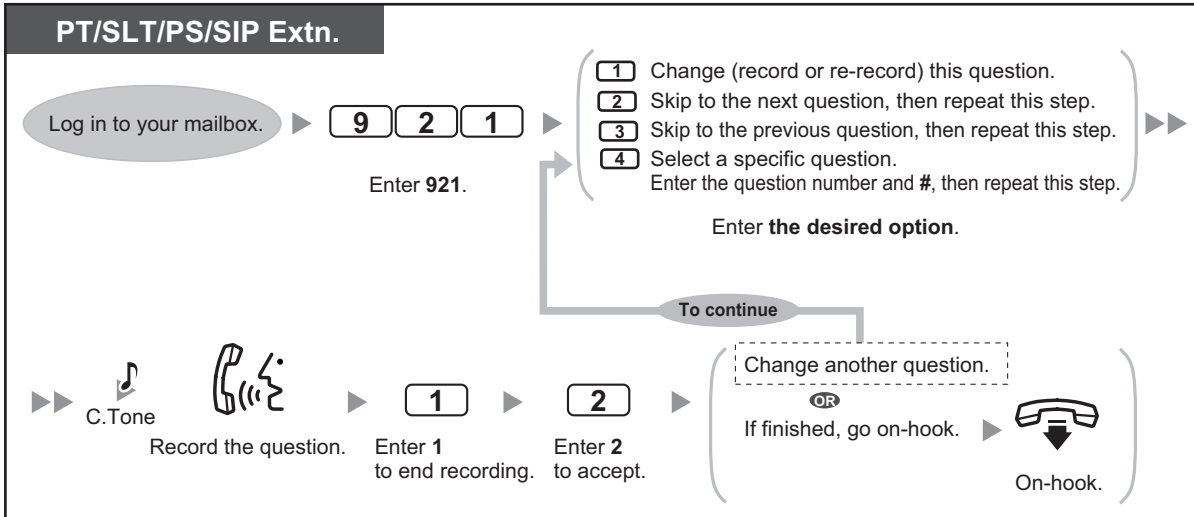 PT/SLT/PS/SIP Extn.
Log in to your mailbox.
9 2 1
Enter 921.
1 Change (record or re-record) this question.
2 Skip to the next question, then repeat this step.
3 Skip to the previous question, then repeat this step.
4 Select a specific question.
Enter the question number and #, then repeat this step.
Enter the desired option.
To continue
C.Tone
Record the question.
1
Enter 1
to end recording.
2
Enter 2
to accept.
Change another question.
OR
If finished, go on-hook.
On-hook.